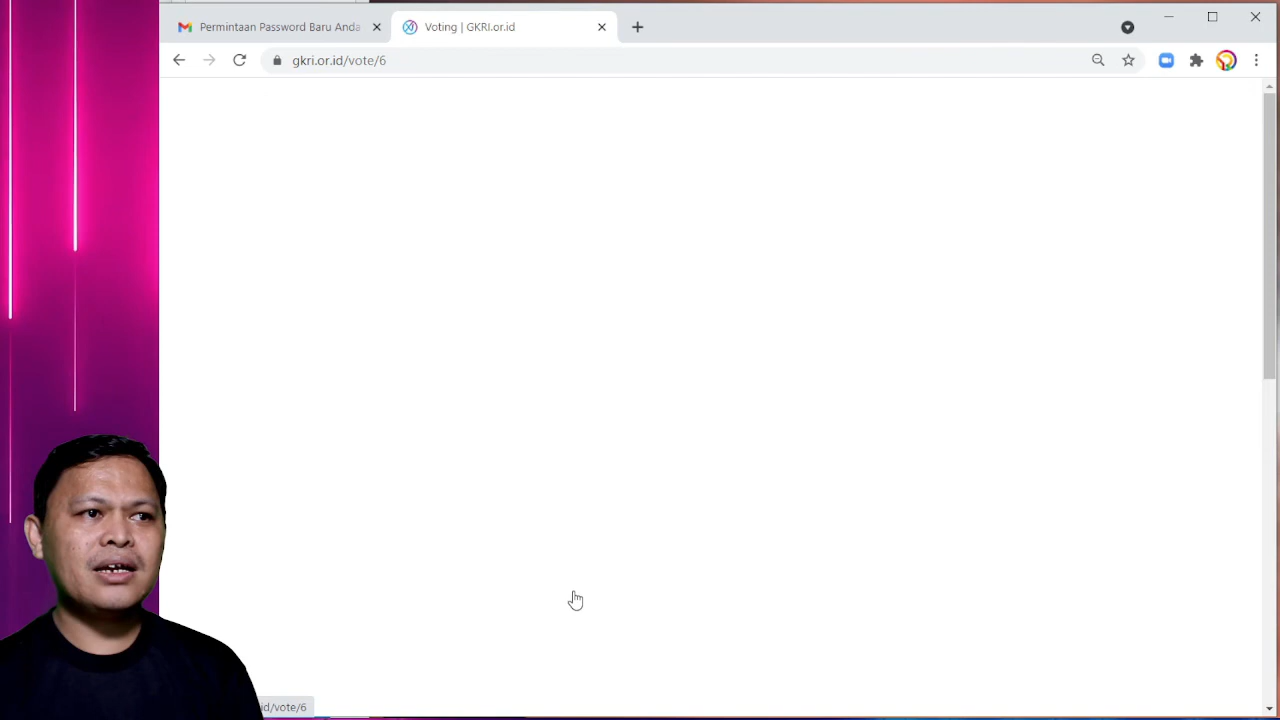 Permintaan Password Baru Anda
Voting | GKRI.or.id
gkri.or.id/vote/6
id/vote/6